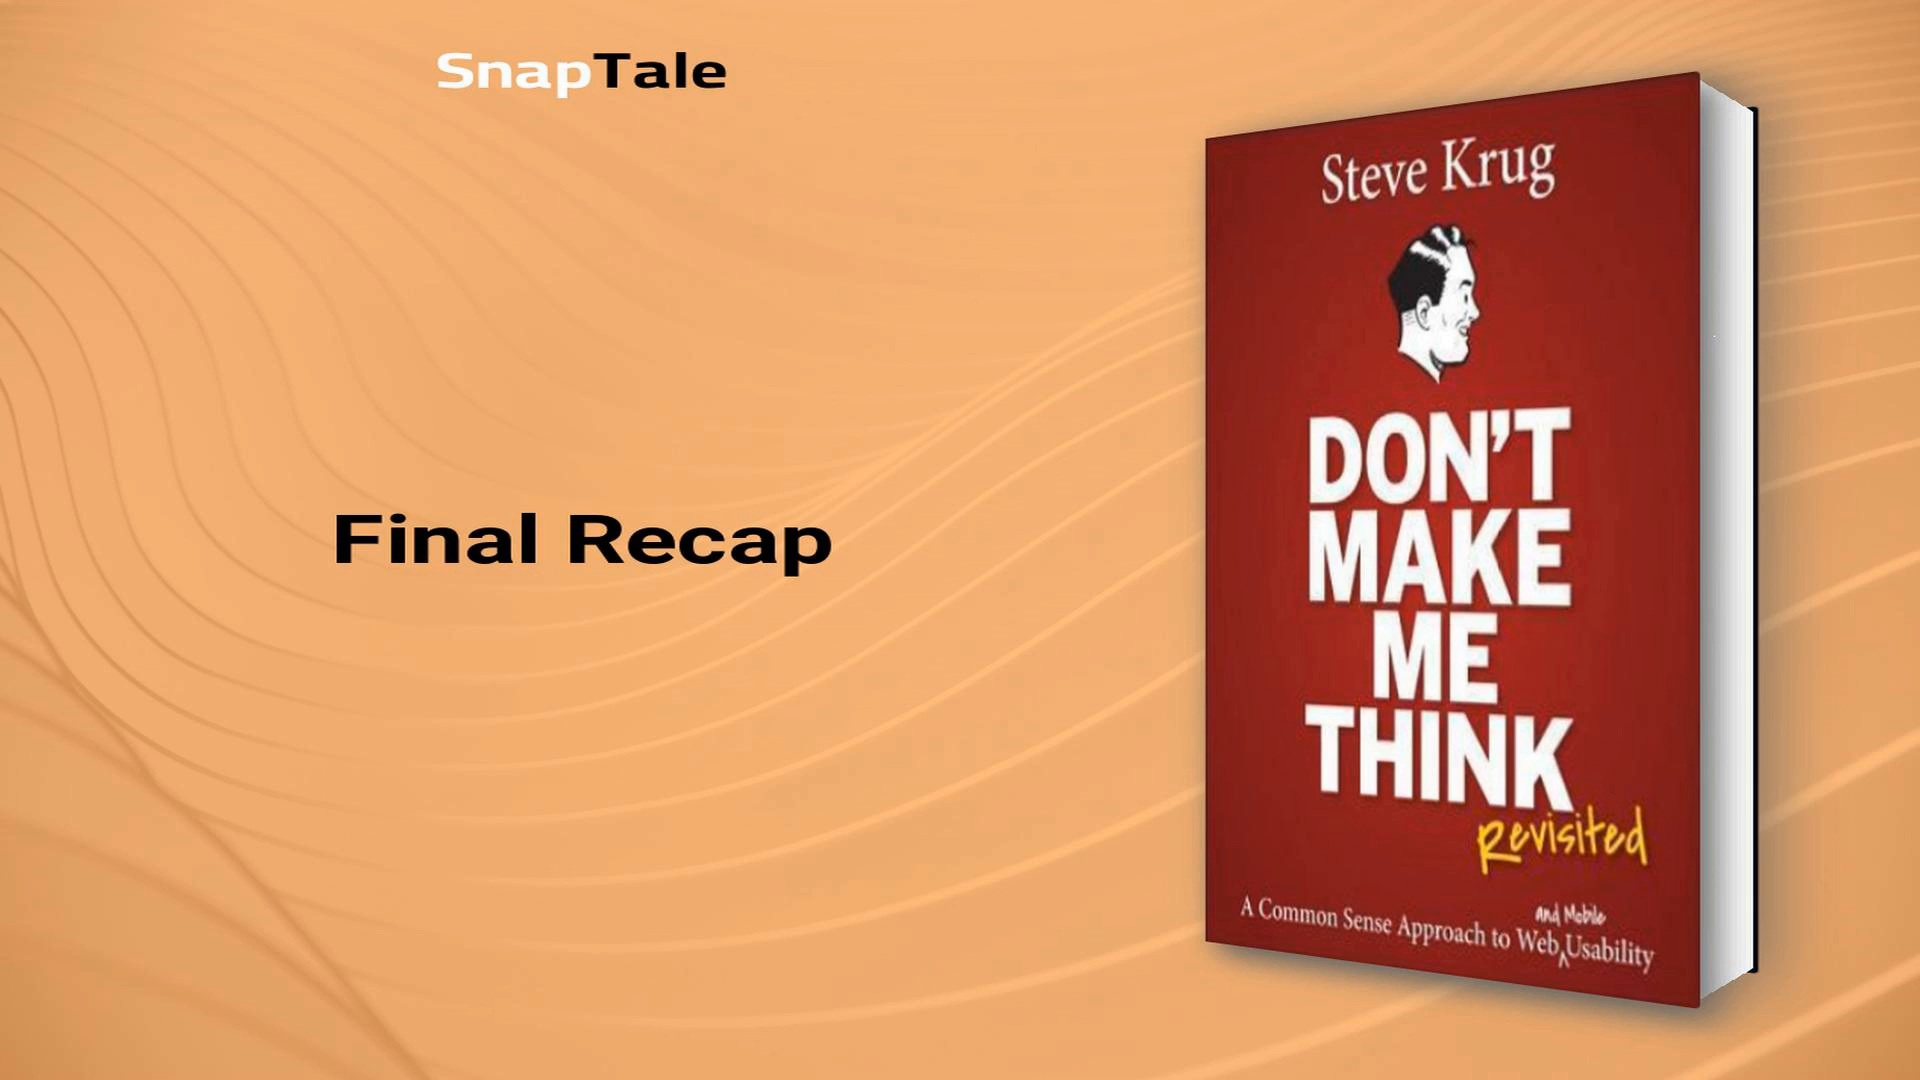 SnapTale
Final Recap
Steve Krug
DON'T
MAKE
ME
THINK
Revisited
and Mobile
A Common Sense Approach to Web Usability